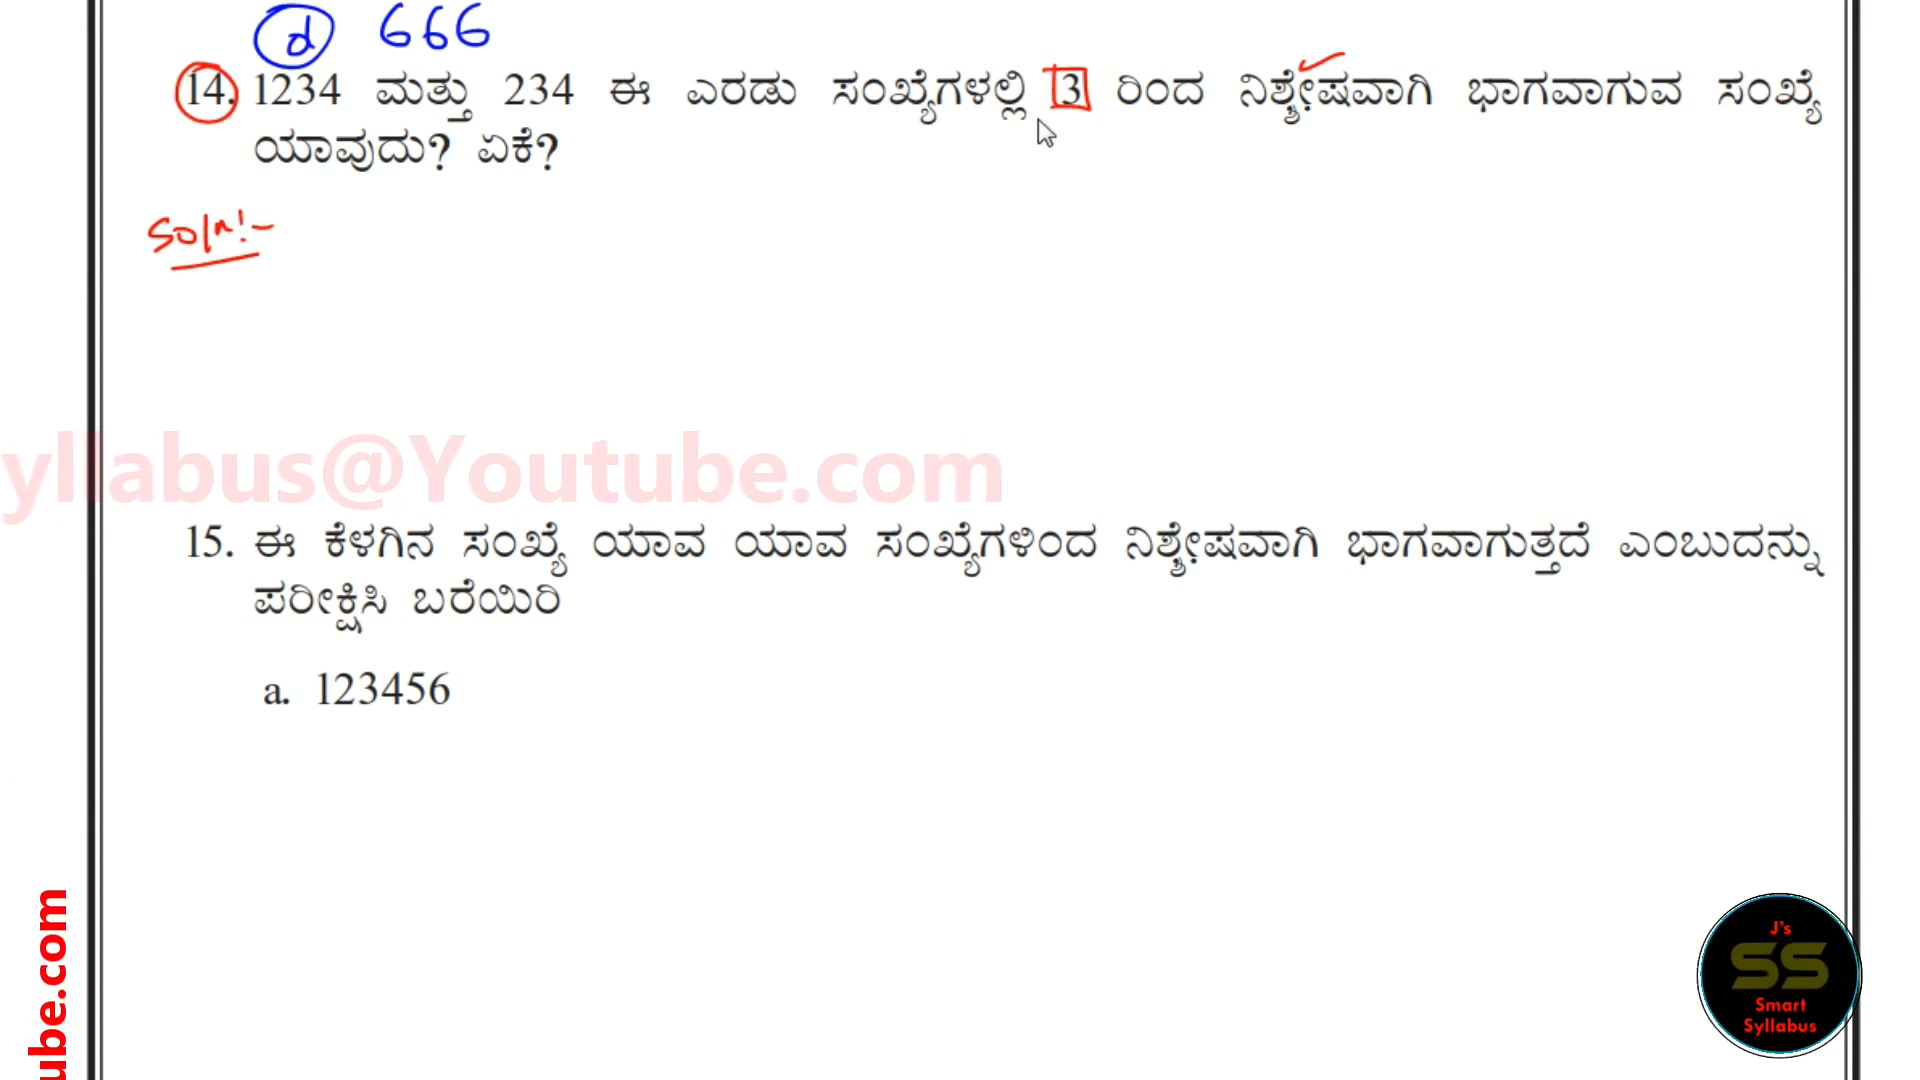 d 666
14. 1234 ಮತ್ತು 234 ಈ ಎರಡು ಸಂಖ್ಯೆಗಳಲ್ಲಿ 3 ರಿಂದ ನಿಶ್ಶೇಷವಾಗಿ ಭಾಗವಾಗುವ ಸಂಖ್ಯೆ
ಯಾವುದು? ಏಕೆ?
Soln:-
yllabus@Youtube.com
15. ಈ ಕೆಳಗಿನ ಸಂಖ್ಯೆ ಯಾವ ಯಾವ ಸಂಖ್ಯೆಗಳಿಂದ ನಿಶ್ಶೇಷವಾಗಿ ಭಾಗವಾಗುತ್ತದೆ ಎಂಬುದನ್ನು
ಪರೀಕ್ಷಿಸಿ ಬರೆಯಿರಿ
a. 123456
ube.com
J's
SS
Smart
Syllabus